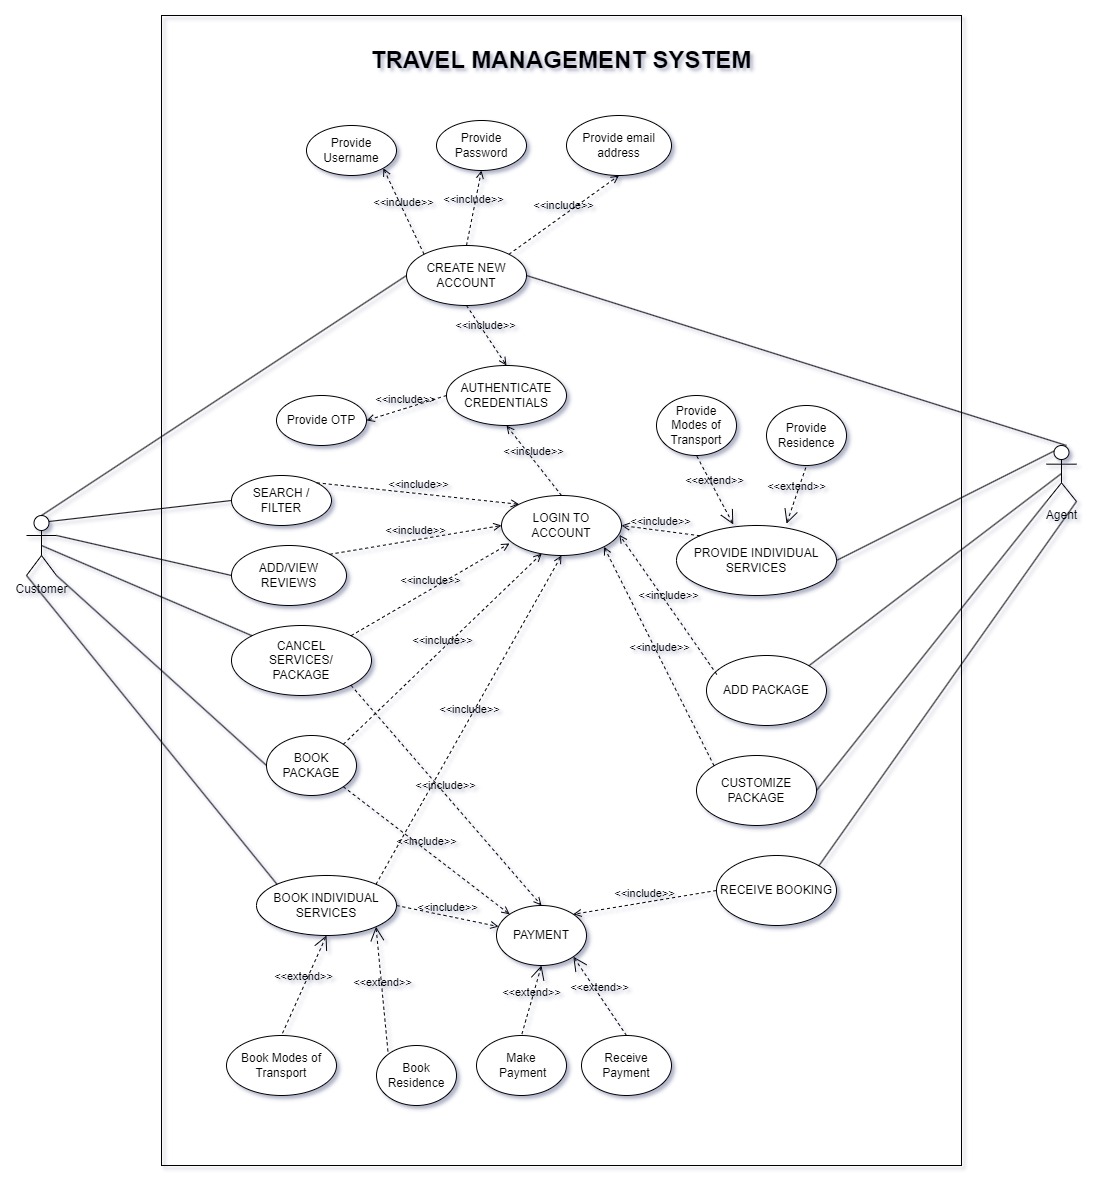 TRAVEL MANAGEMENT SYSTEM
Provide
Username
Provide
Password
Provide email
address
<<include>>
<<include>>
<<include>>
CREATE NEW
ACCOUNT
<<include>>
AUTHENTICATE
CREDENTIALS
<<include>>
Provide OTP
Provide
Modes of
Transport
Provide
Residence
<<include>>
<<extend>>
<<extend>>
Customer
Agent
SEARCH /
FILTER
<<include>>
LOGIN TO
ACCOUNT
<<include>>
<<include>>
PROVIDE INDIVIDUAL
SERVICES
ADD/VIEW
REVIEWS
<<include>>
<<include>>
CANCEL
SERVICES/
PACKAGE
<<include>>
<<include>>
ADD PACKAGE
<<include>>
BOOK
PACKAGE
<<include>>
CUSTOMIZE
PACKAGE
<<include>>
BOOK INDIVIDUAL
SERVICES
<<include>>
<<include>>
RECEIVE BOOKING
PAYMENT
<<extend>>
<<extend>>
<<extend>>
<<extend>>
Book Modes of
Transport
Book
Residence
Make
Payment
Receive
Payment